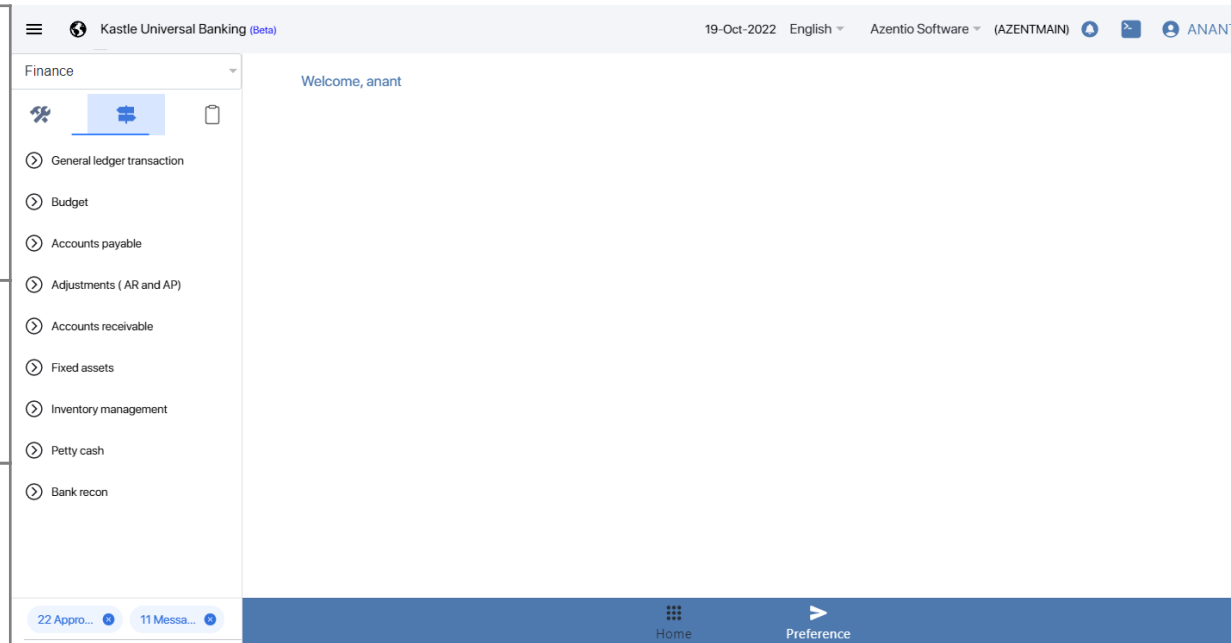 Kastle Universal Banking (Beta)
19-Oct-2022 English Azentio Software (AZENTMAIN) ANANT
Finance
Welcome, anant
General ledger transaction
Budget
Accounts payable
Adjustments ( AR and AP)
Accounts receivable
Fixed assets
Inventory management
Petty cash
Bank recon
22 Appro... 11 Messa...
Home Preference